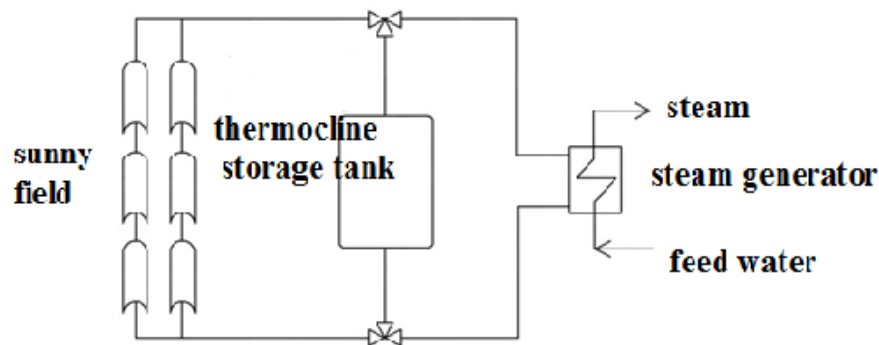 sunny
field
thermocline
storage tank
steam
steam generator
feed water